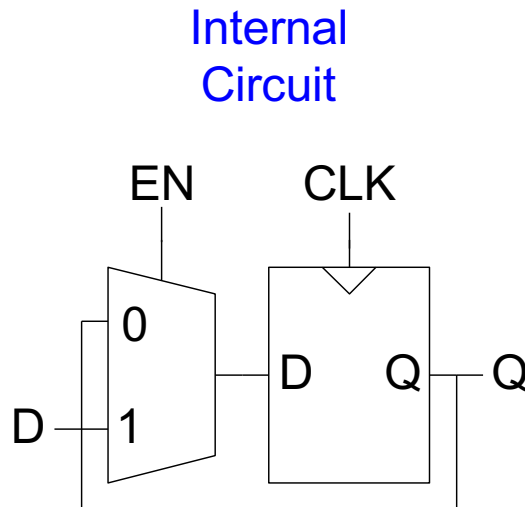 Internal
Circuit
EN CLK
0
D Q Q
D 1